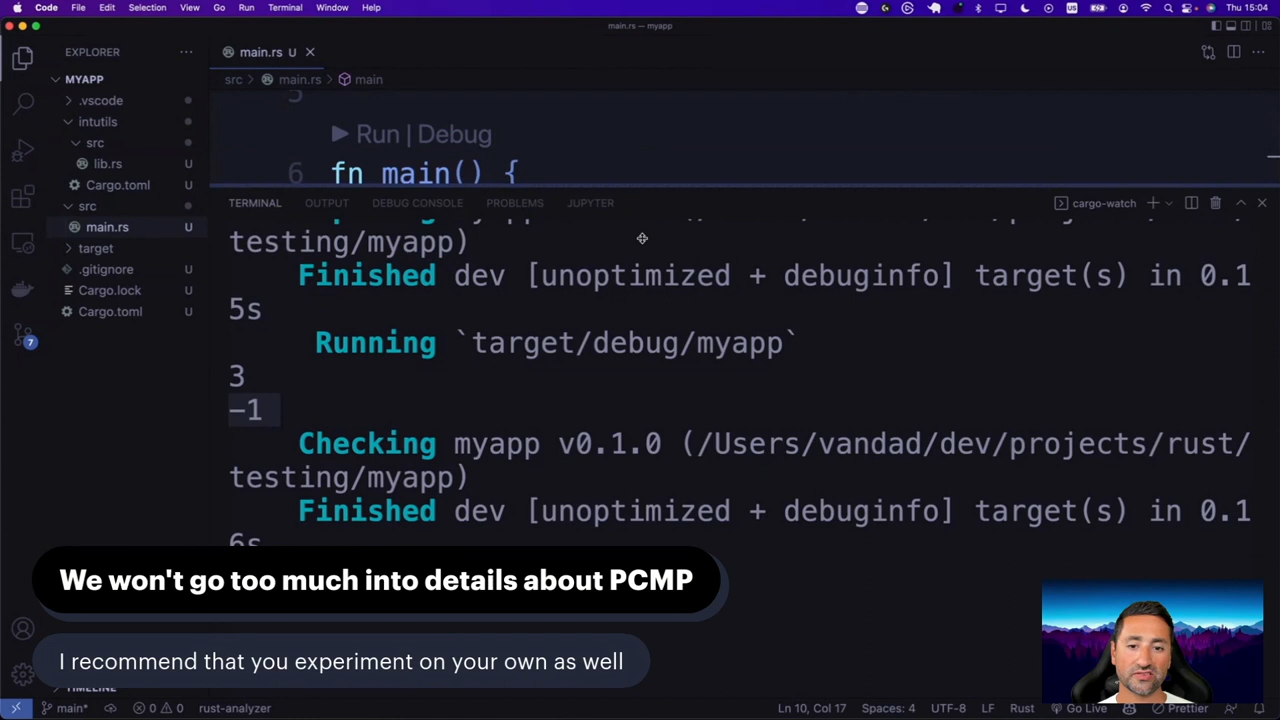 Code File Edit Selection View Go Run Terminal Window Help
Thu 15:04
main.rs — myapp
EXPLORER
main.rs U
MYAPP
src > main.rs > main
.vscode
intutils
src
lib.rs U
Cargo.toml U
src
main.rs U
target
.gitignore U
Cargo.lock U
Cargo.toml U
5
Run | Debug
6 fn main() {
TERMINAL OUTPUT DEBUG CONSOLE PROBLEMS JUPYTER
cargo-watch
testing/myapp)
Finished dev [unoptimized + debuginfo] target(s) in 0.1
5s
Running `target/debug/myapp`
3
-1
Checking myapp v0.1.0 (/Users/vandad/dev/projects/rust/
testing/myapp)
Finished dev [unoptimized + debuginfo] target(s) in 0.1
6s
7
We won't go too much into details about PCMP
I recommend that you experiment on your own as well
TIMELINE
main* 0 0 rust-analyzer
Ln 10, Col 17 Spaces: 4 UTF-8 LF Rust Go Live Prettier